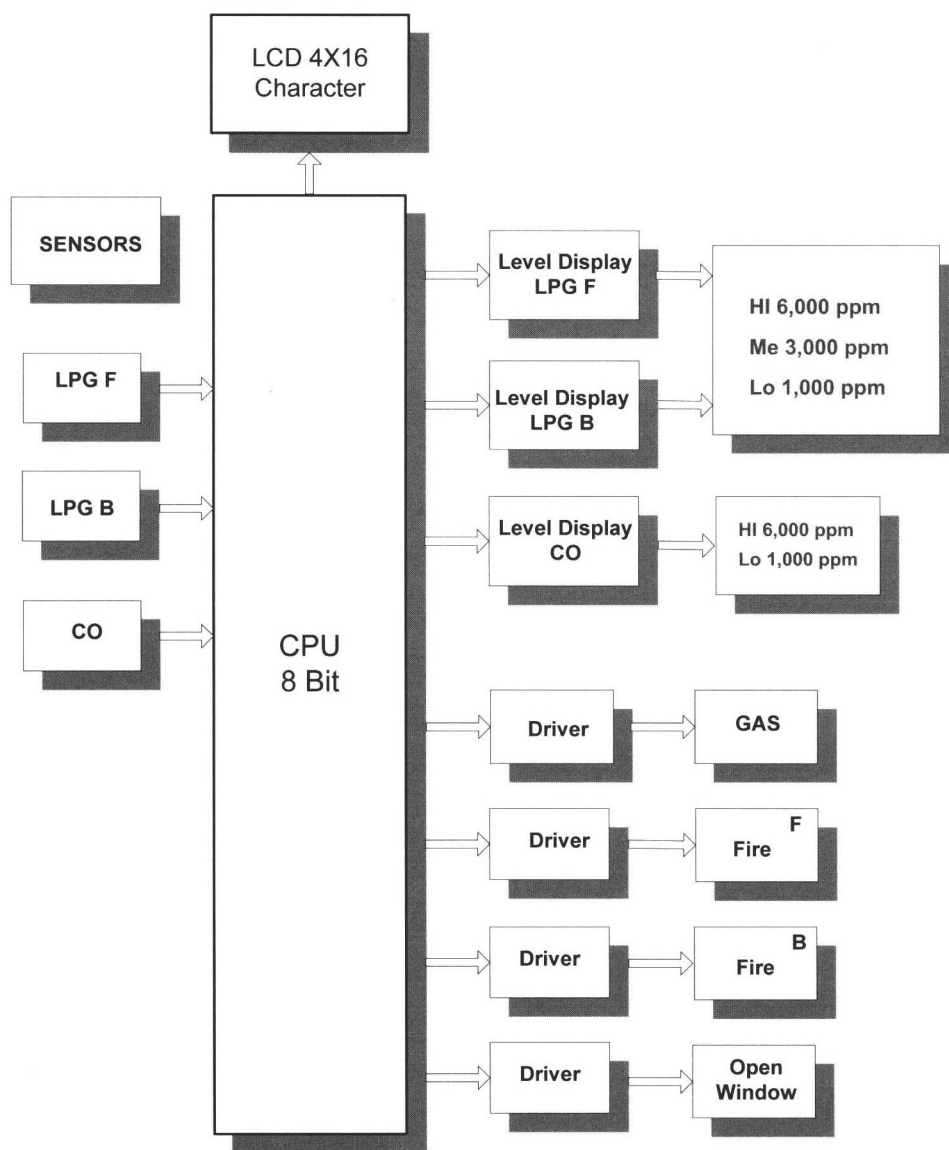 LCD 4X16
Character
SENSORS
LPG F
LPG B
CO
CPU
8 Bit
Level Display
LPG F
HI 6,000 ppm
Me 3,000 ppm
Lo 1,000 ppm
Level Display
LPG B
Level Display
CO
HI 6,000 ppm
Lo 1,000 ppm
Driver
GAS
Driver
F
Fire
Driver
B
Fire
Driver
Open
Window